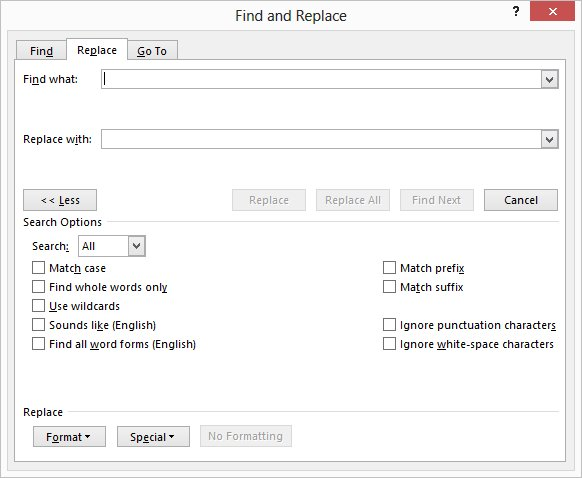 Find and Replace
?
Find Replace Go To
Find what:
Replace with:
<< Less Replace Replace All Find Next Cancel
Search Options
Search: All
Match case Match prefix
Find whole words only Match suffix
Use wildcards
Sounds like (English) Ignore punctuation characters
Find all word forms (English) Ignore white-space characters
Replace
Format Special No Formatting